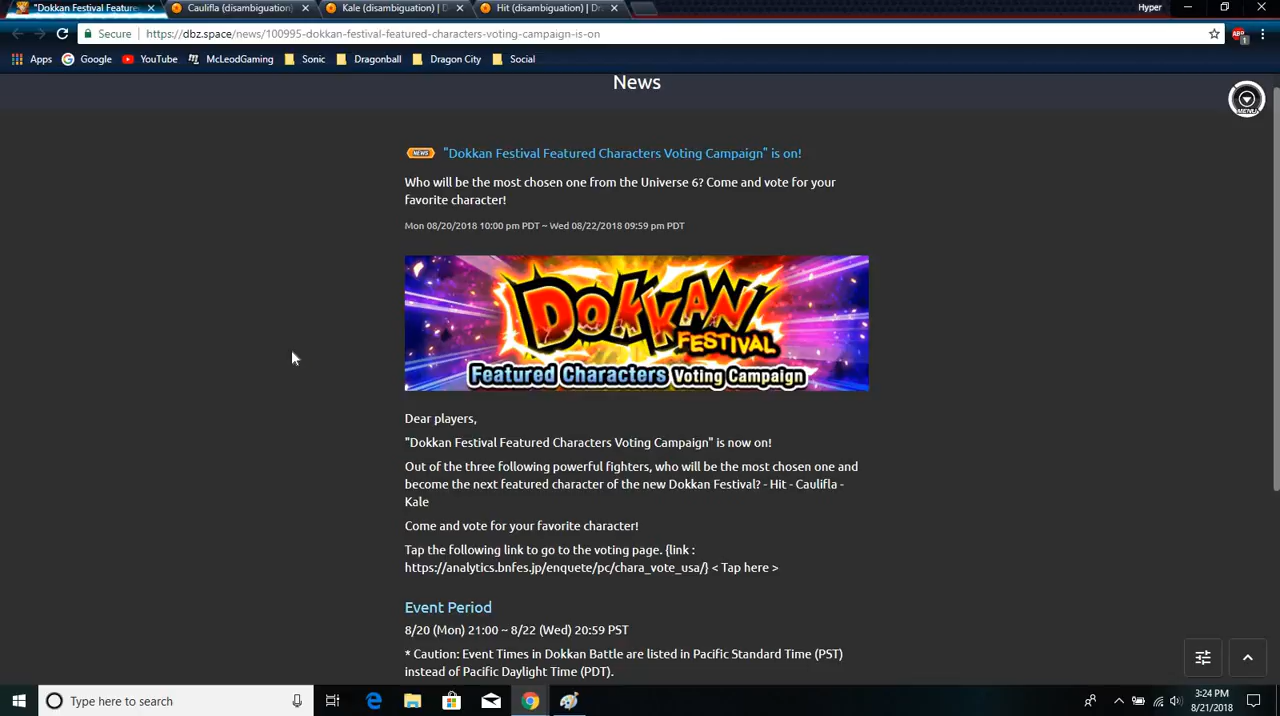 "Dokkan Festival Feature
Caulifla (disambiguation) |
Kale (disambiguation) | D
Hit (disambiguation) | Dra
Hyper
Secure
https://dbz.space/news/100995-dokkan-festival-featured-characters-voting-campaign-is-on
ABP
1
Apps
Google
YouTube
McLeodGaming
Sonic
Dragonball
Dragon City
Social
News
MENU
NEWS
"Dokkan Festival Featured Characters Voting Campaign" is on!
Who will be the most chosen one from the Universe 6? Come and vote for your
favorite character!
Mon 08/20/2018 10:00 pm PDT ~ Wed 08/22/2018 09:59 pm PDT
DOKKAN
FESTIVAL
Featured Characters Voting Campaign
Dear players,
"Dokkan Festival Featured Characters Voting Campaign" is now on!
Out of the three following powerful fighters, who will be the most chosen one and
become the next featured character of the new Dokkan Festival? - Hit - Caulifla -
Kale
Come and vote for your favorite character!
Tap the following link to go to the voting page. {link :
https://analytics.bnfes.jp/enquete/pc/chara_vote_usa/} < Tap here >
Event Period
8/20 (Mon) 21:00 ~ 8/22 (Wed) 20:59 PST
* Caution: Event Times in Dokkan Battle are listed in Pacific Standard Time (PST)
instead of Pacific Daylight Time (PDT).
Type here to search
3:24 PM
8/21/2018